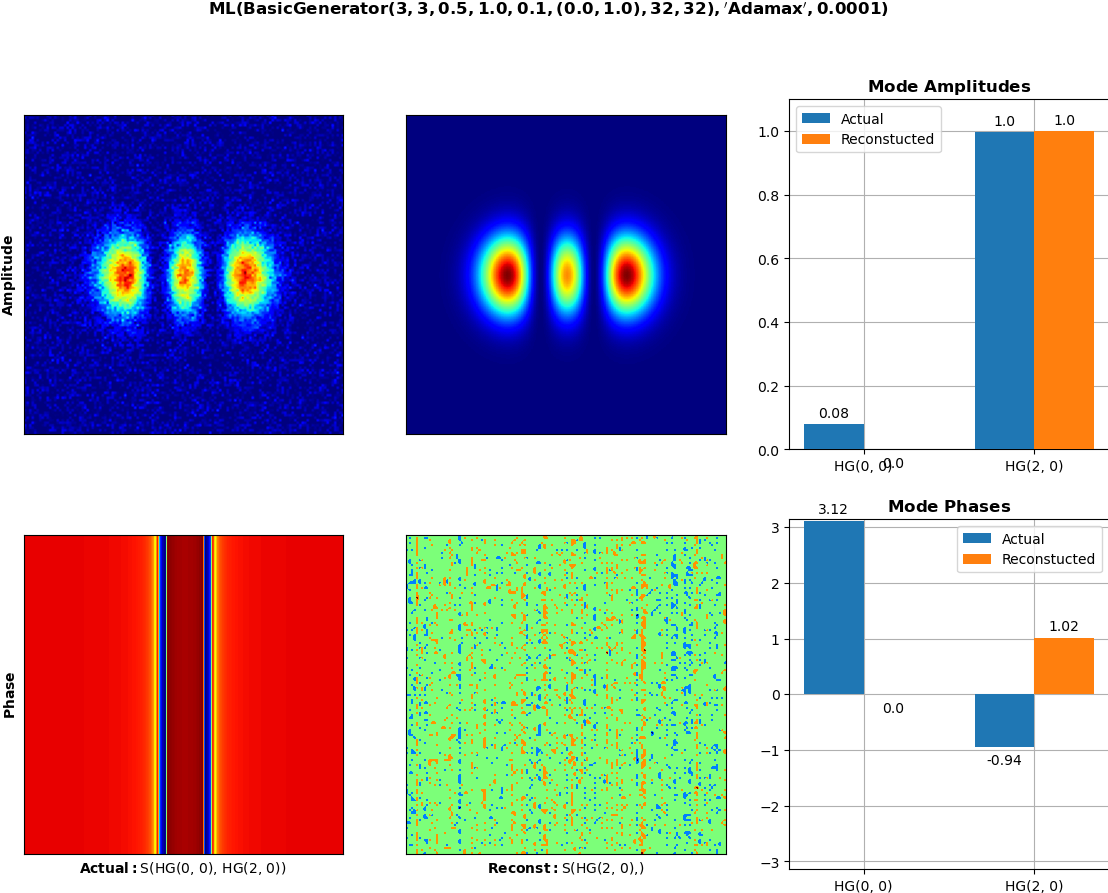 ML(BasicGenerator(3, 3, 0.5, 1.0, 0.1, (0.0, 1.0), 32, 32), 'Adamax', 0.0001)
Amplitude
Mode Amplitudes
Actual
Reconstucted
1.0
0.8
0.6
0.4
0.2
0.0
0.08
0.0
1.0
1.0
HG(0, 0)
HG(2, 0)
Phase
Actual: S(HG(0, 0), HG(2, 0))
Reconst: S(HG(2, 0),)
Mode Phases
Actual
Reconstucted
3
2
1
0
−1
−2
−3
3.12
0.0
-0.94
1.02
HG(0, 0)
HG(2, 0)